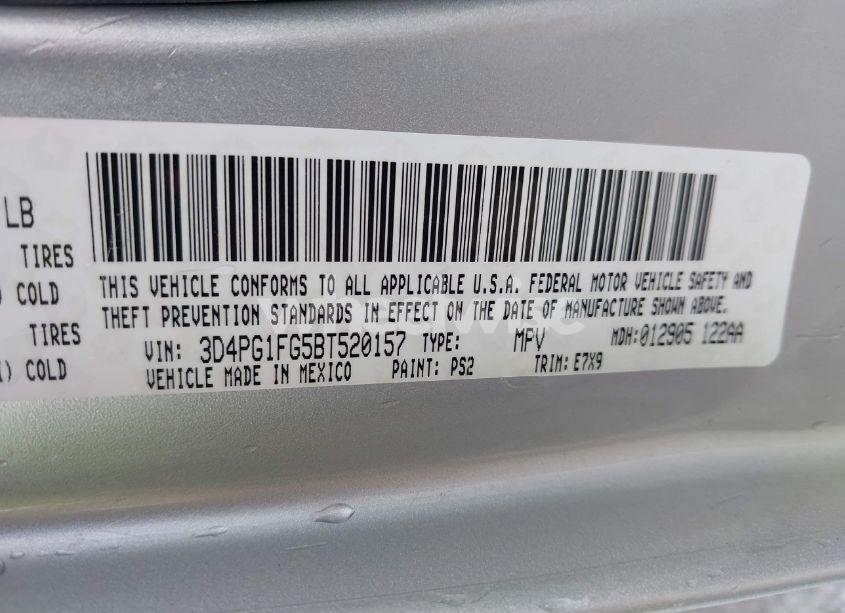 LB
TIRES
COLD
TIRES
) COLD
THIS VEHICLE CONFORMS TO ALL APPLICABLE U.S.A. FEDERAL MOTOR VEHICLE SAFETY AND
THEFT PREVENTION STANDARDS IN EFFECT ON THE DATE OF MANUFACTURE SHOWN ABOVE.
VIN: 3D4PG1FG5BT520157 TYPE: MPV MDH:012905 122AA
VEHICLE MADE IN MEXICO PAINT: PS2 TRIM: E7X9